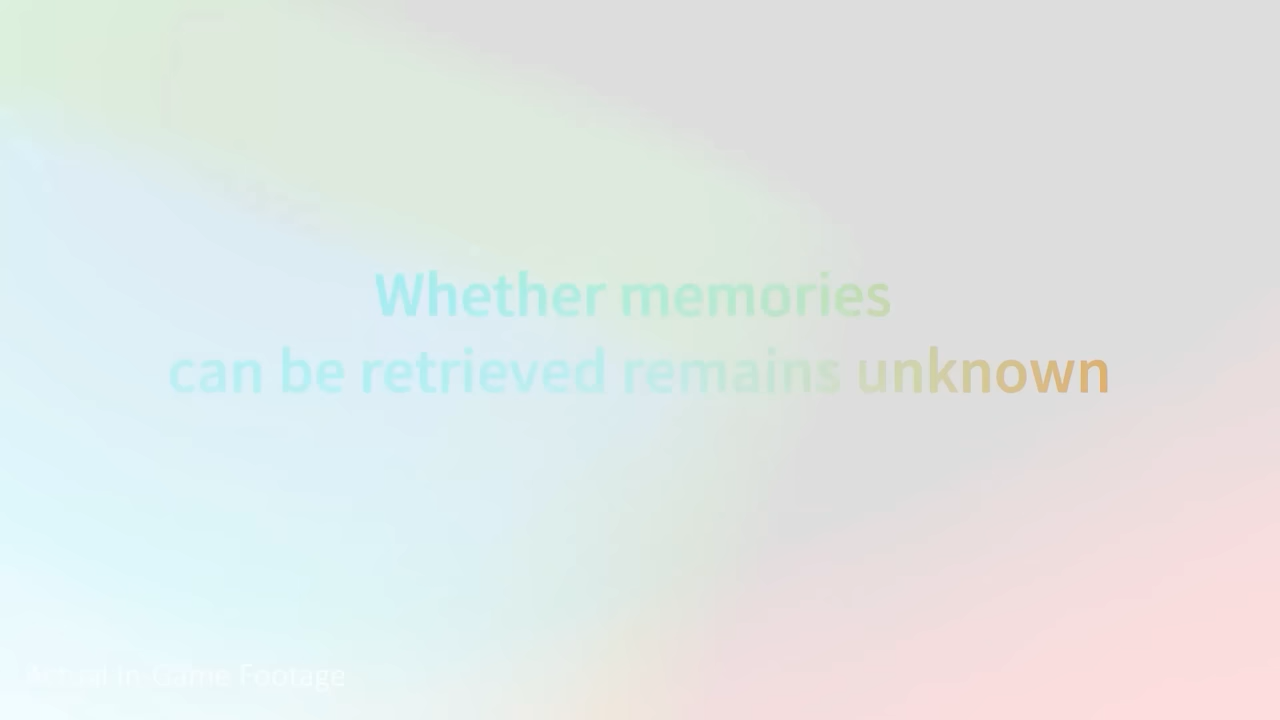 Whether memories
can be retrieved remains unknown
Actual In-Game Footage